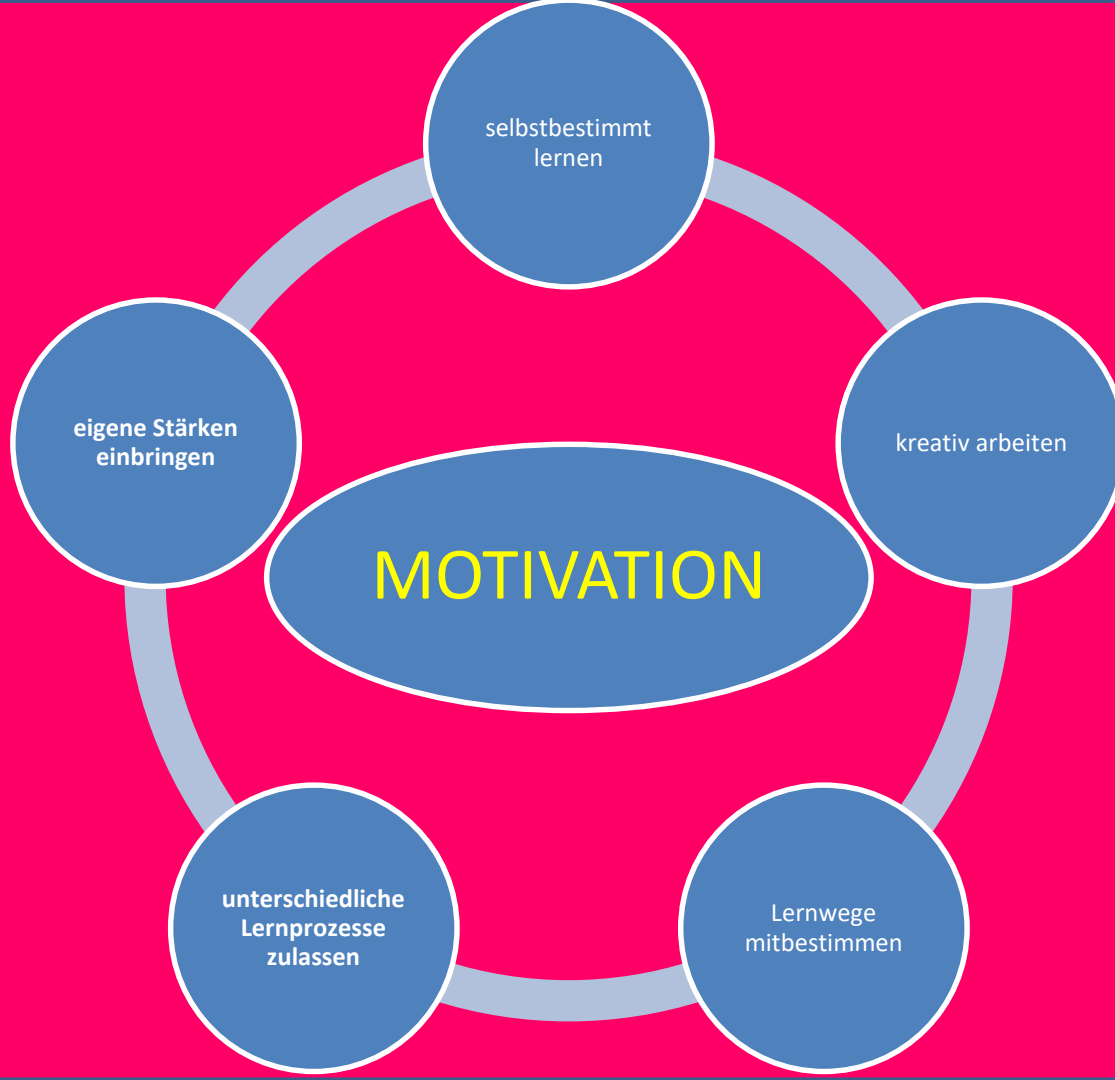 selbstbestimmt
lernen
kreativ arbeiten
Lernwege
mitbestimmen
unterschiedliche
Lernprozesse
zulassen
eigene Stärken
einbringen
MOTIVATION